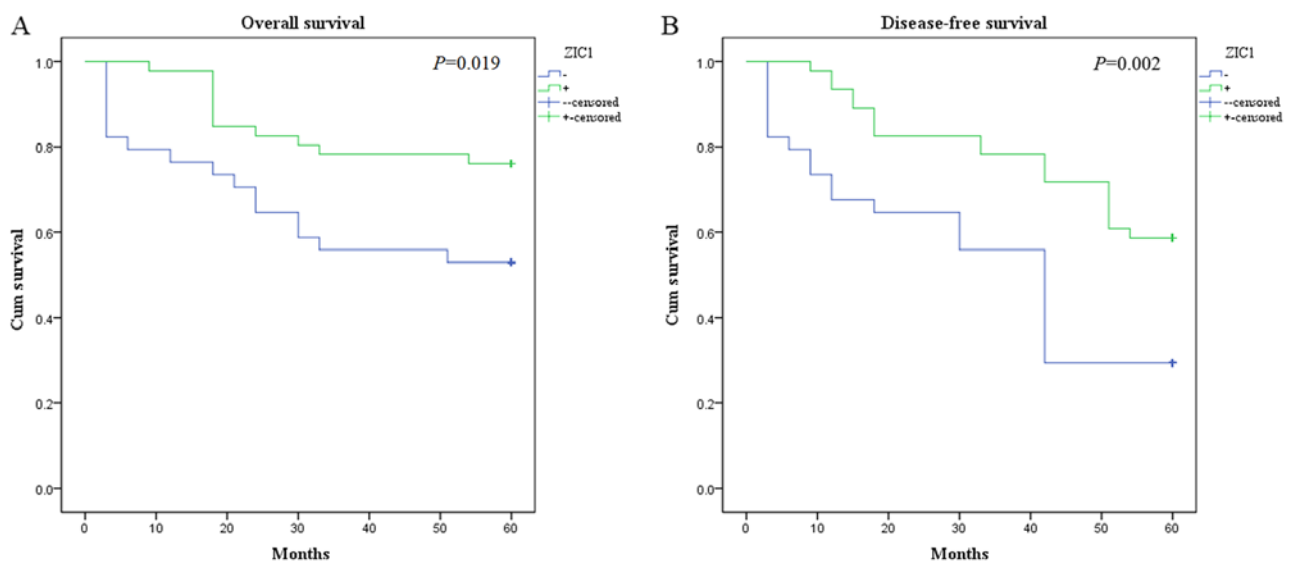 A
Overall survival
P=0.019
ZIC1
-
+
--censored
+-censored
Cum survival
1.0
0.8
0.6
0.4
0.2
0.0
0 10 20 30 40 50 60
Months
B
Disease-free survival
P=0.002
ZIC1
-
+
--censored
+-censored
Cum survival
1.0
0.8
0.6
0.4
0.2
0.0
0 10 20 30 40 50 60
Months